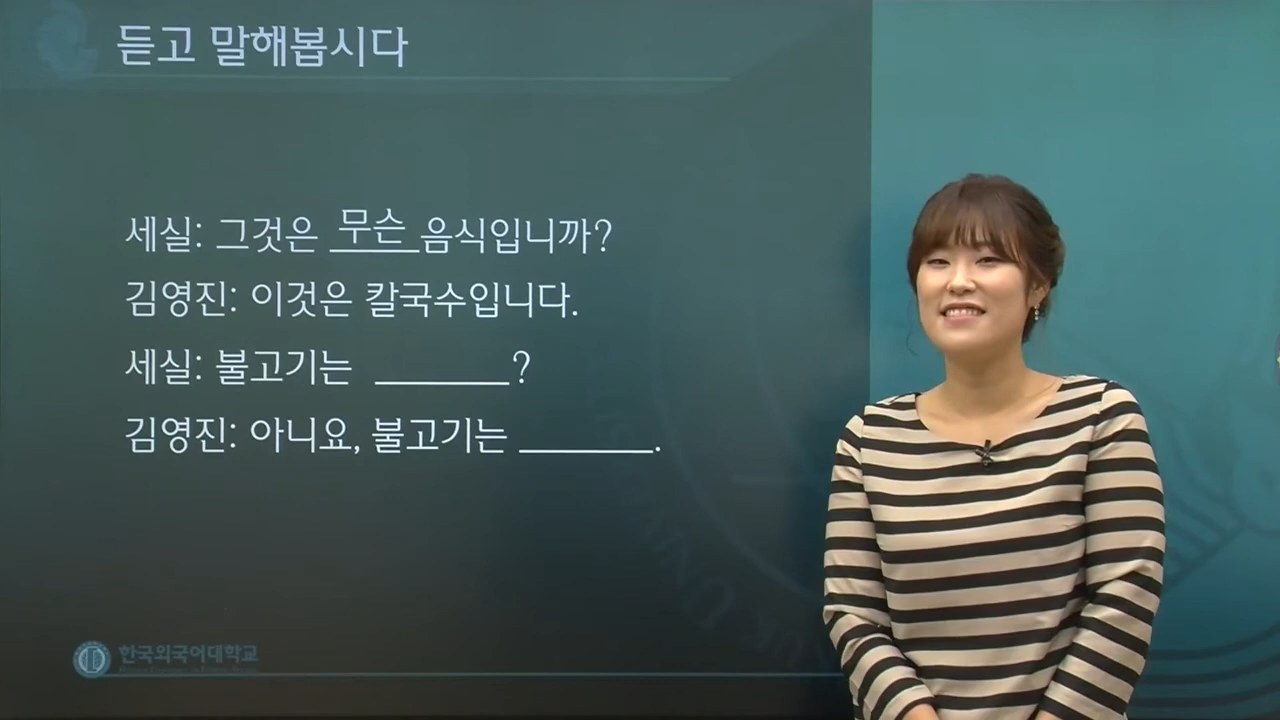 듣고 말해봅시다
세실: 그것은 무슨 음식입니까?
김영진: 이것은 칼국수입니다.
세실: 불고기는 ________?
김영진: 아니요, 불고기는 ________.
한국외국어대학교